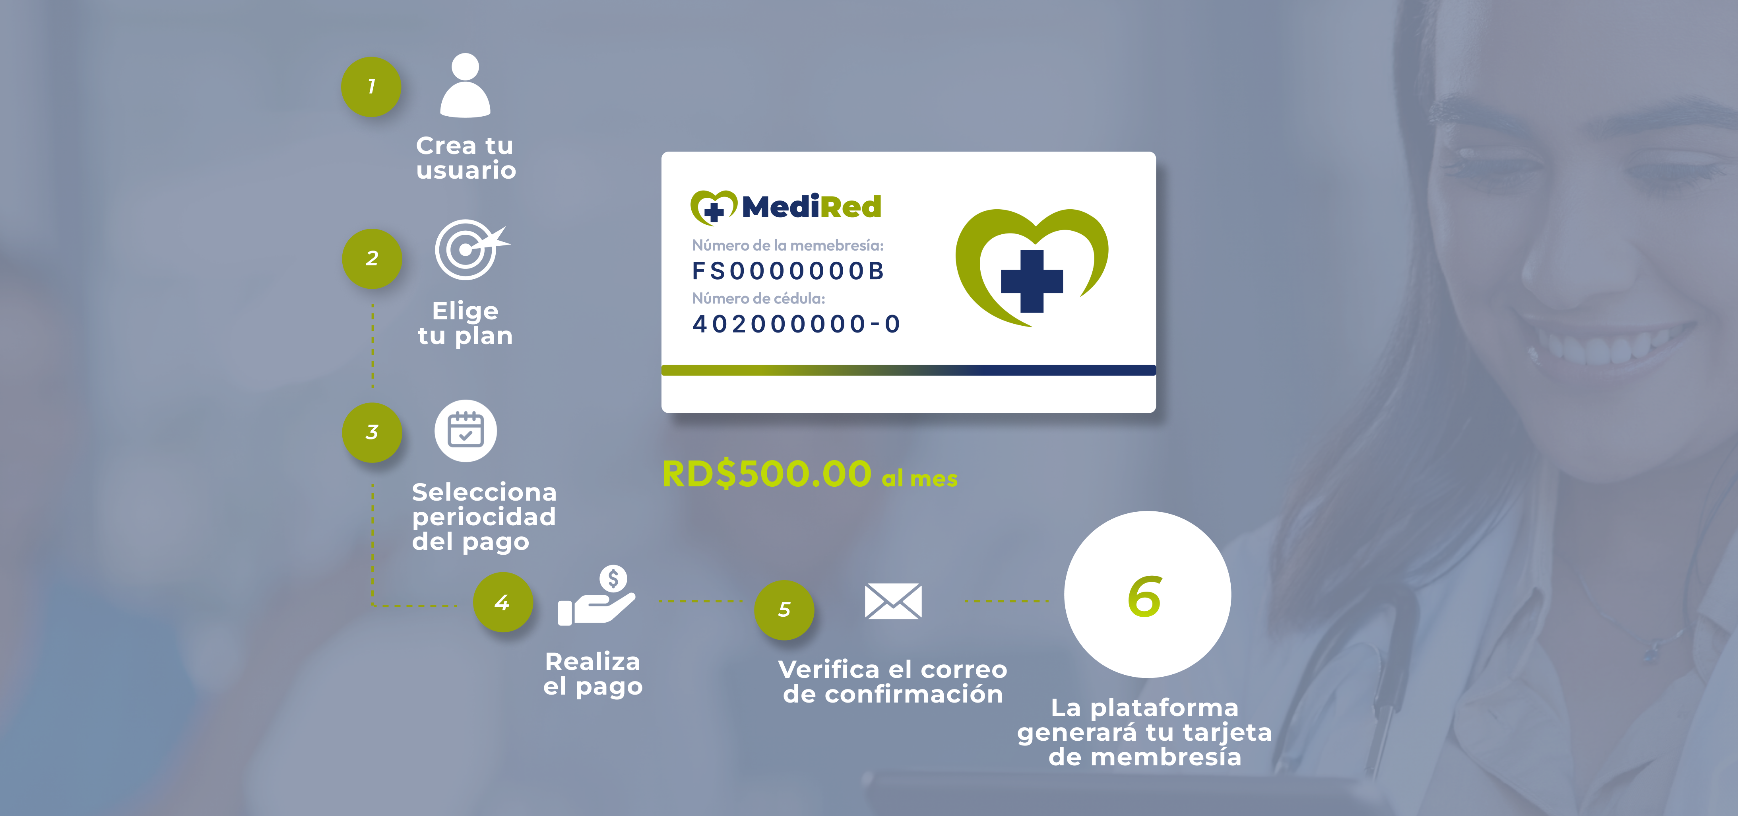 1
Crea tu
usuario
2
Elige
tu plan
3
Selecciona
periocidad
del pago
4
$
Realiza
el pago
5
Verifica el correo
de confirmación
6
La plataforma
generará tu tarjeta
de membresía
MediRed
Número de la memebresía:
FS0000000B
Número de cédula:
402000000-0
RD$500.00 al mes